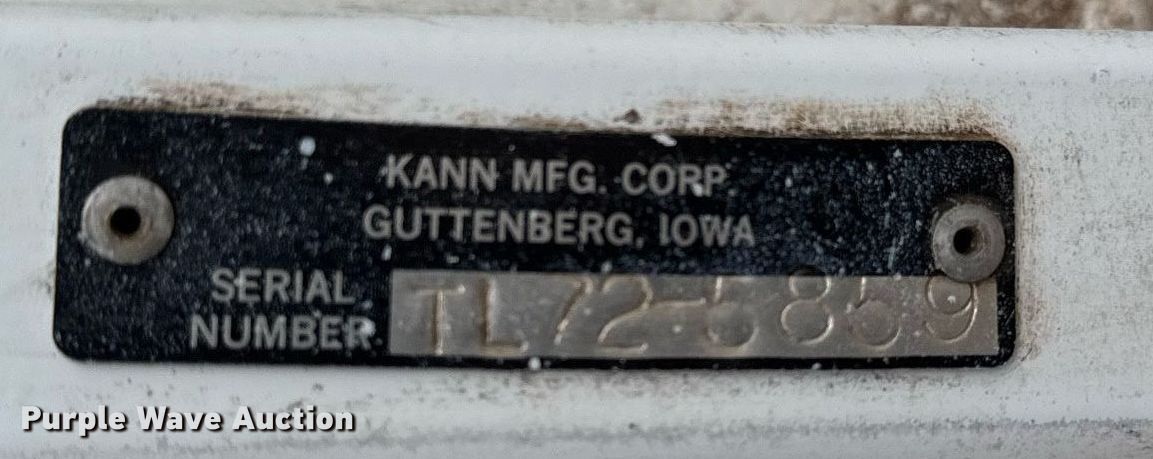 KANN MFG. CORP.
GUTTENBERG, IOWA
SERIAL
NUMBER TL72-5859
Purple Wave Auction